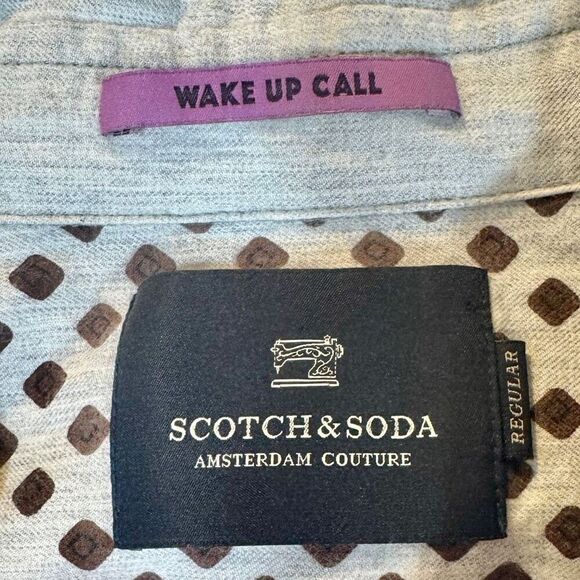 WAKE UP CALL
SCOTCH & SODA
AMSTERDAM COUTURE
REGULAR